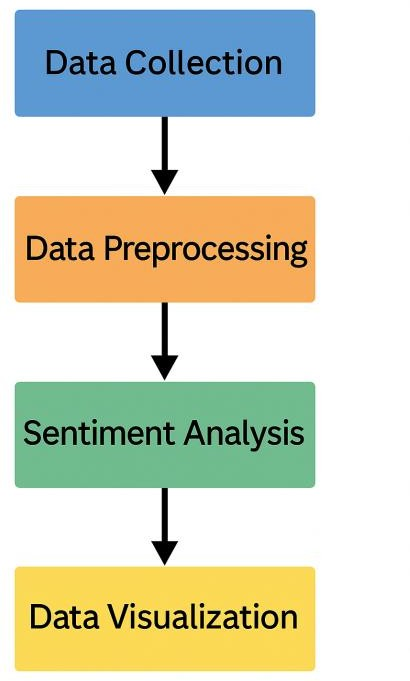 Data Collection
Data Preprocessing
Sentiment Analysis
Data Visualization